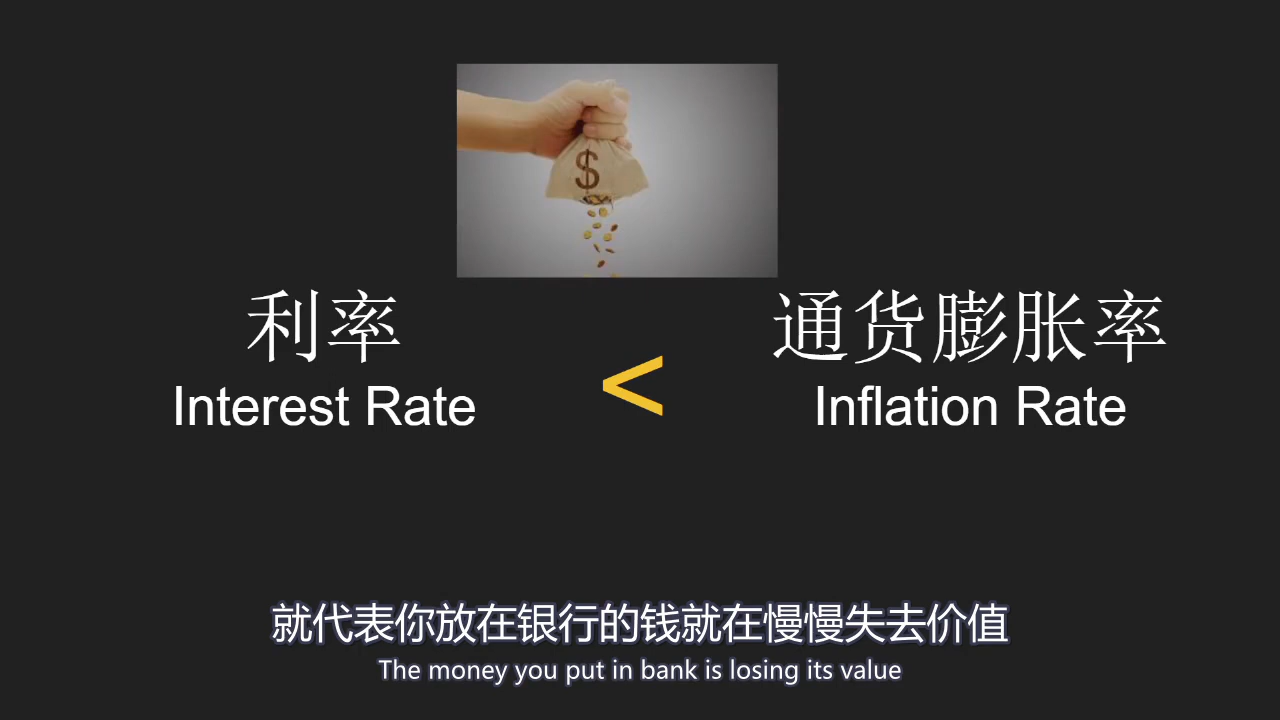 $
利率
Interest Rate
<
通货膨胀率
Inflation Rate
就代表你放在银行的钱就在慢慢失去价值
The money you put in bank is losing its value